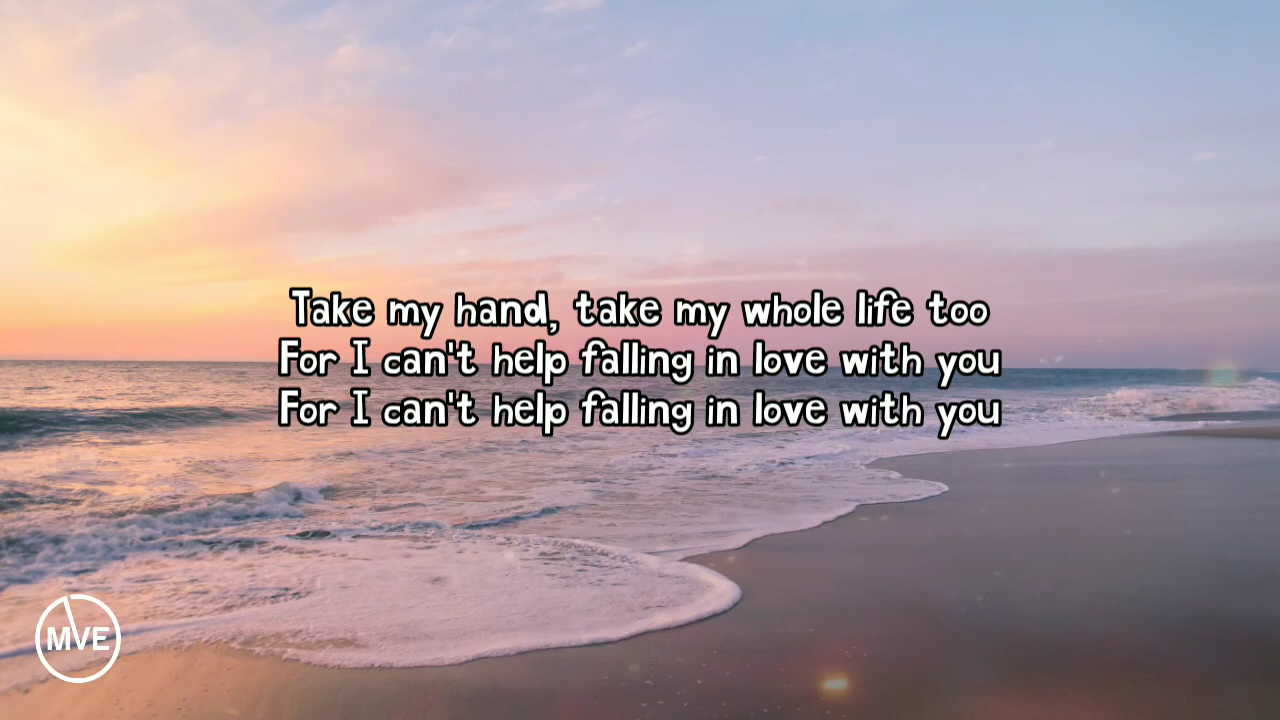 Take my hand, take my whole life too
For I can't help falling in love with you
For I can't help falling in love with you
MVE